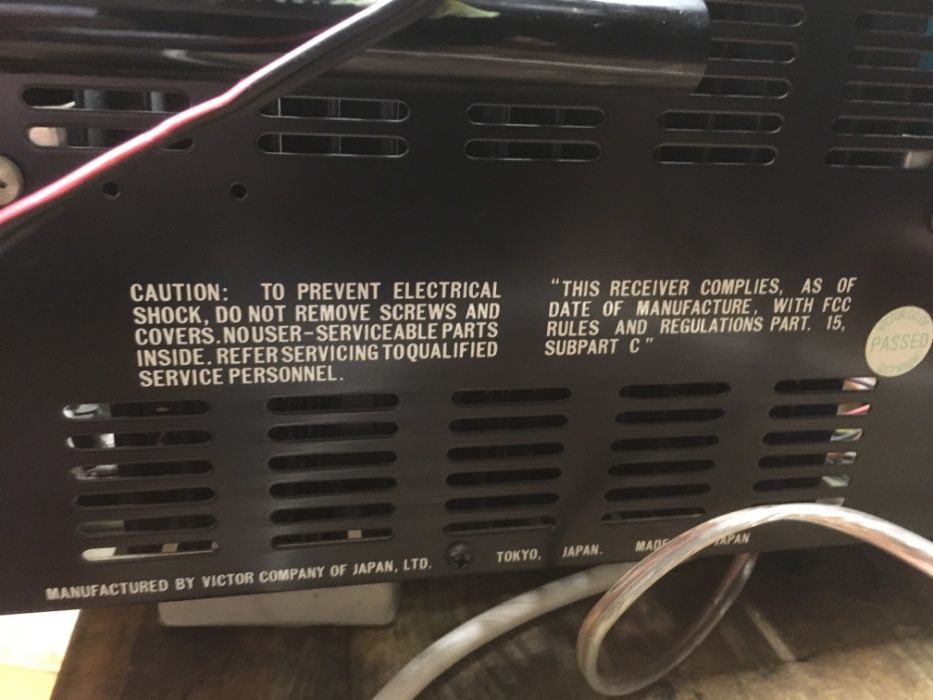 CAUTION: TO PREVENT ELECTRICAL
SHOCK, DO NOT REMOVE SCREWS AND
COVERS. NO USER-SERVICEABLE PARTS
INSIDE. REFER SERVICING TO QUALIFIED
SERVICE PERSONNEL.
"THIS RECEIVER COMPLIES, AS OF
DATE OF MANUFACTURE, WITH FCC
RULES AND REGULATIONS PART. 15,
SUBPART C"
PASSED
MANUFACTURED BY VICTOR COMPANY OF JAPAN, LTD. TOKYO, JAPAN. MADE JAPAN